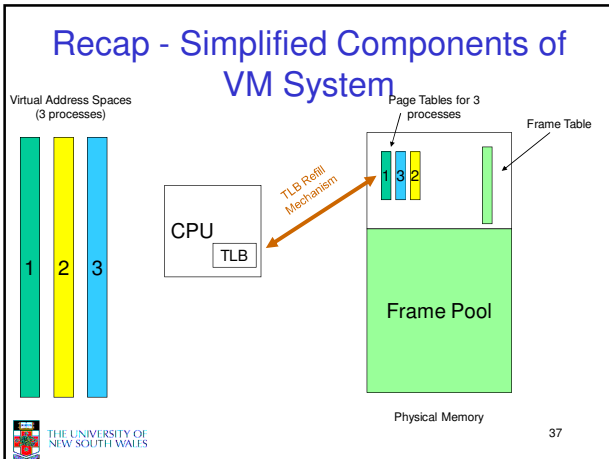 Recap - Simplified Components of
VM System
Virtual Address Spaces
(3 processes)
Page Tables for 3
processes
Frame Table
1
2
3
CPU
TLB
TLB Refill
Mechanism
1
3
2
Frame Pool
Physical Memory
THE UNIVERSITY OF
NEW SOUTH WALES
37